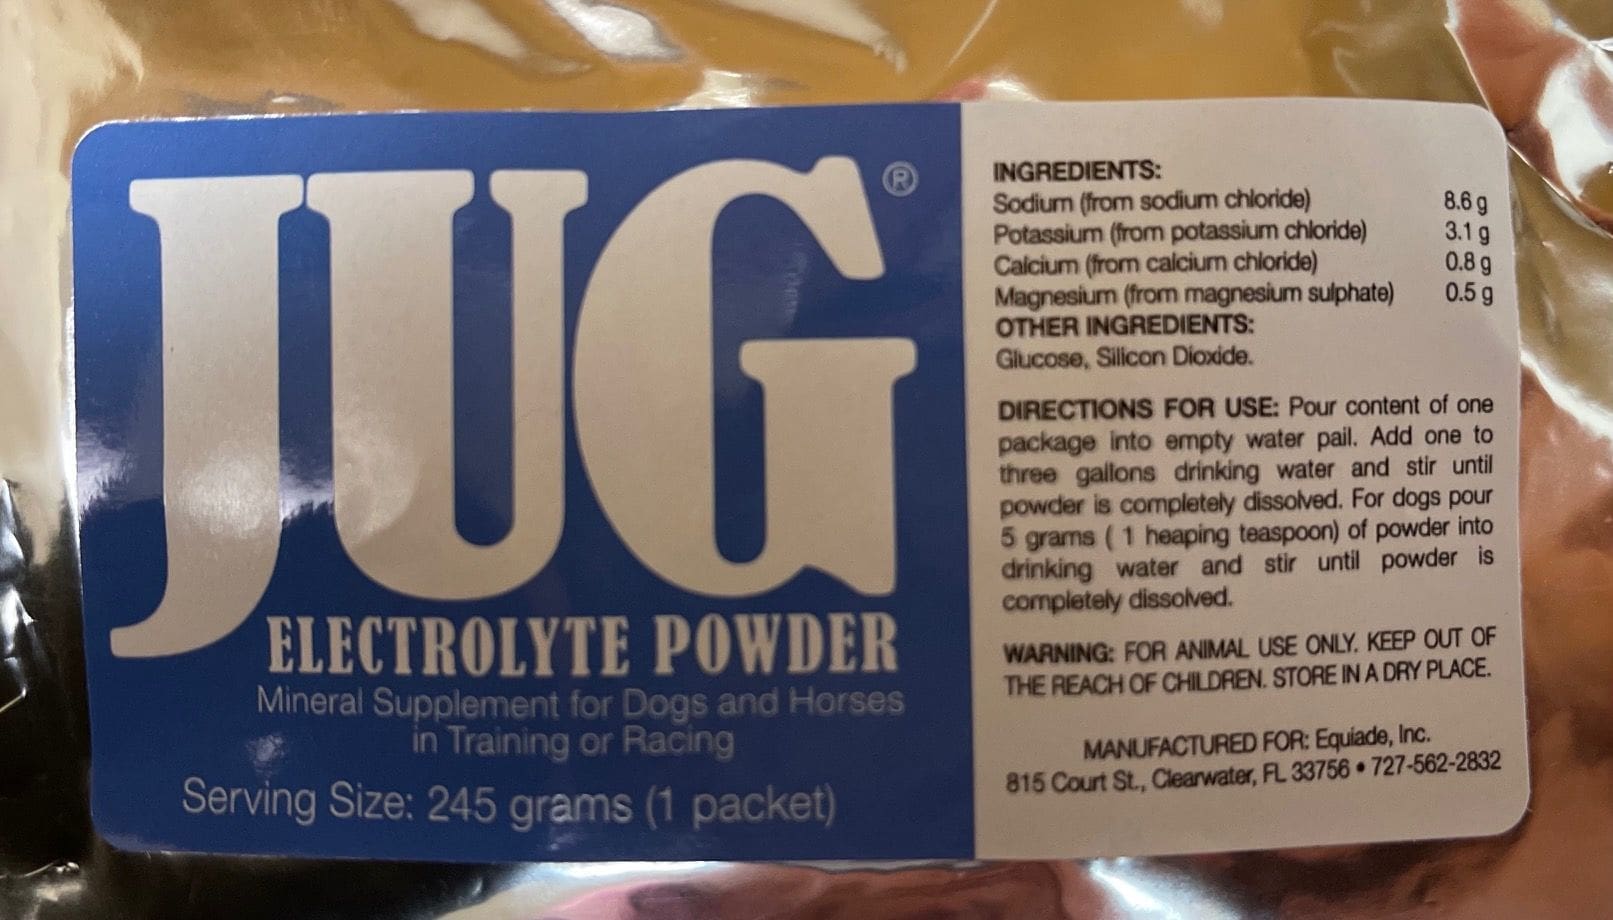 JUG®
ELECTROLYTE POWDER
Mineral Supplement for Dogs and Horses
in Training or Racing
Serving Size: 245 grams (1 packet)
INGREDIENTS:
Sodium (from sodium chloride) 8.6 g
Potassium (from potassium chloride) 3.1 g
Calcium (from calcium chloride) 0.8 g
Magnesium (from magnesium sulphate) 0.5 g
OTHER INGREDIENTS:
Glucose, Silicon Dioxide.
DIRECTIONS FOR USE: Pour content of one
package into empty water pail. Add one to
three gallons drinking water and stir until
powder is completely dissolved. For dogs pour
5 grams ( 1 heaping teaspoon) of powder into
drinking water and stir until powder is
completely dissolved.
WARNING: FOR ANIMAL USE ONLY. KEEP OUT OF
THE REACH OF CHILDREN. STORE IN A DRY PLACE.
MANUFACTURED FOR: Equiade, Inc.
815 Court St., Clearwater, FL 33756 • 727-562-2832